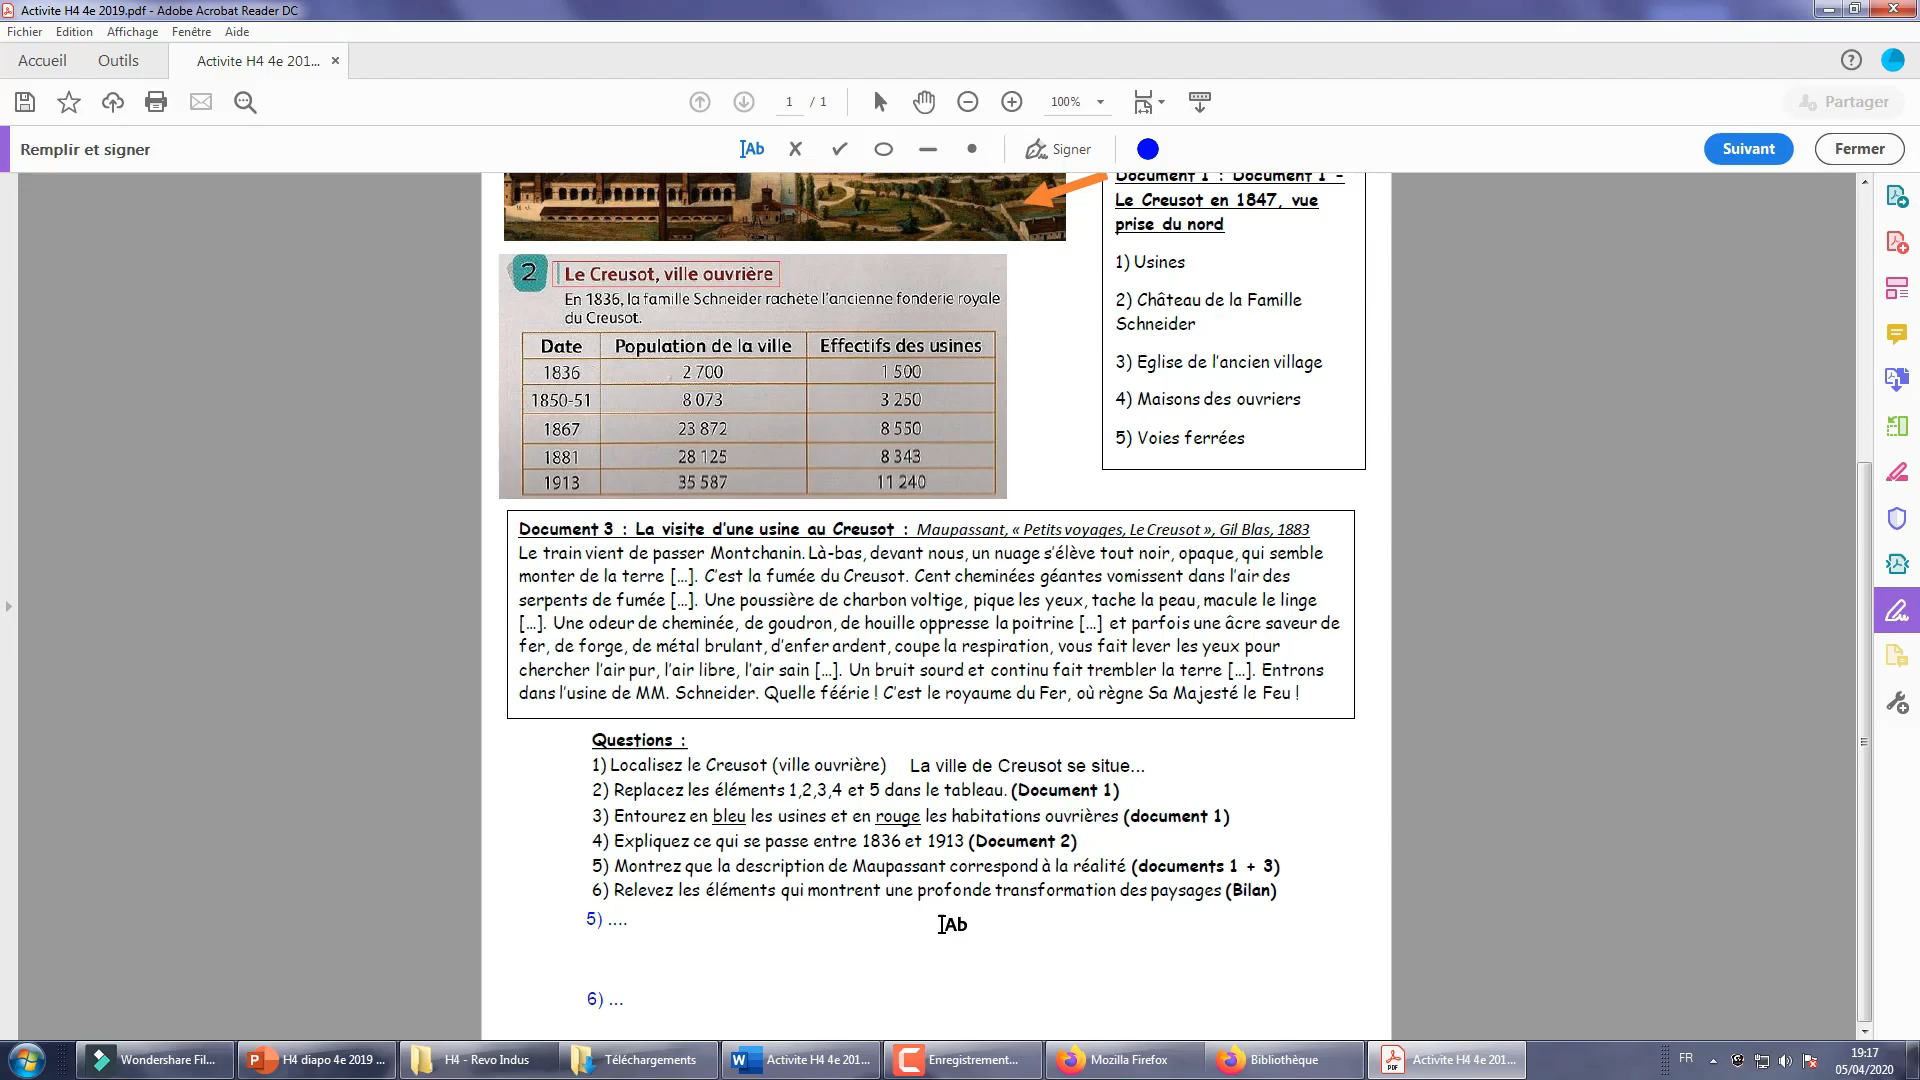 Activite H4 4e 2019.pdf - Adobe Acrobat Reader DC
Fichier Edition Affichage Fenêtre Aide
Accueil Outils Activite H4 4e 201... ×
1 / 1 100% Partager
Remplir et signer Ab Signer Suivant Fermer
Document 1 : Document 1 –
Le Creusot en 1847, vue
prise du nord
1) Usines
2) Château de la Famille
Schneider
3) Eglise de l'ancien village
4) Maisons des ouvriers
5) Voies ferrées
2 Le Creusot, ville ouvrière
En 1836, la famille Schneider rachète l'ancienne fonderie royale
du Creusot.
Date Population de la ville Effectifs des usines
1836 2 700 1 500
1850-51 8 073 3 250
1867 23 872 8 550
1881 28 125 8 343
1913 35 587 11 240
Document 3 : La visite d'une usine au Creusot : Maupassant, « Petits voyages, Le Creusot », Gil Blas, 1883
Le train vient de passer Montchanin. Là-bas, devant nous, un nuage s'élève tout noir, opaque, qui semble
monter de la terre [...]. C'est la fumée du Creusot. Cent cheminées géantes vomissent dans l'air des
serpents de fumée [...]. Une poussière de charbon voltige, pique les yeux, tache la peau, macule le linge
[...]. Une odeur de cheminée, de goudron, de houille oppresse la poitrine [...] et parfois une âcre saveur de
fer, de forge, de métal brulant, d'enfer ardent, coupe la respiration, vous fait lever les yeux pour
chercher l'air pur, l'air libre, l'air sain [...]. Un bruit sourd et continu fait trembler la terre [...]. Entrons
dans l'usine de MM. Schneider. Quelle féérie ! C'est le royaume du Fer, où règne Sa Majesté le Feu !
Questions :
1) Localisez le Creusot (ville ouvrière) La ville de Creusot se situe...
2) Replacez les éléments 1,2,3,4 et 5 dans le tableau. (Document 1)
3) Entourez en bleu les usines et en rouge les habitations ouvrières (document 1)
4) Expliquez ce qui se passe entre 1836 et 1913 (Document 2)
5) Montrez que la description de Maupassant correspond à la réalité (documents 1 + 3)
6) Relevez les éléments qui montrent une profonde transformation des paysages (Bilan)
5) ....
Ab
6) ...
Wondershare Fil... H4 diapo 4e 2019 ... H4 - Revo Indus Téléchargements Activite H4 4e 201... Enregistrement... Mozilla Firefox Bibliothèque Activite H4 4e 201... FR 19:17
05/04/2020